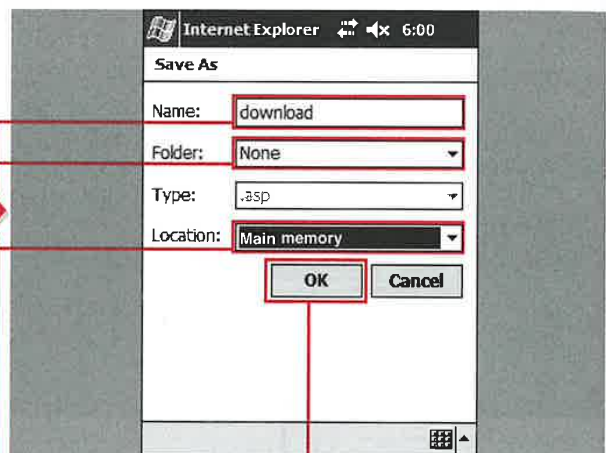 Internet Explorer 6:00
Save As
Name: download
Folder: None
Type: .asp
Location: Main memory
OK Cancel